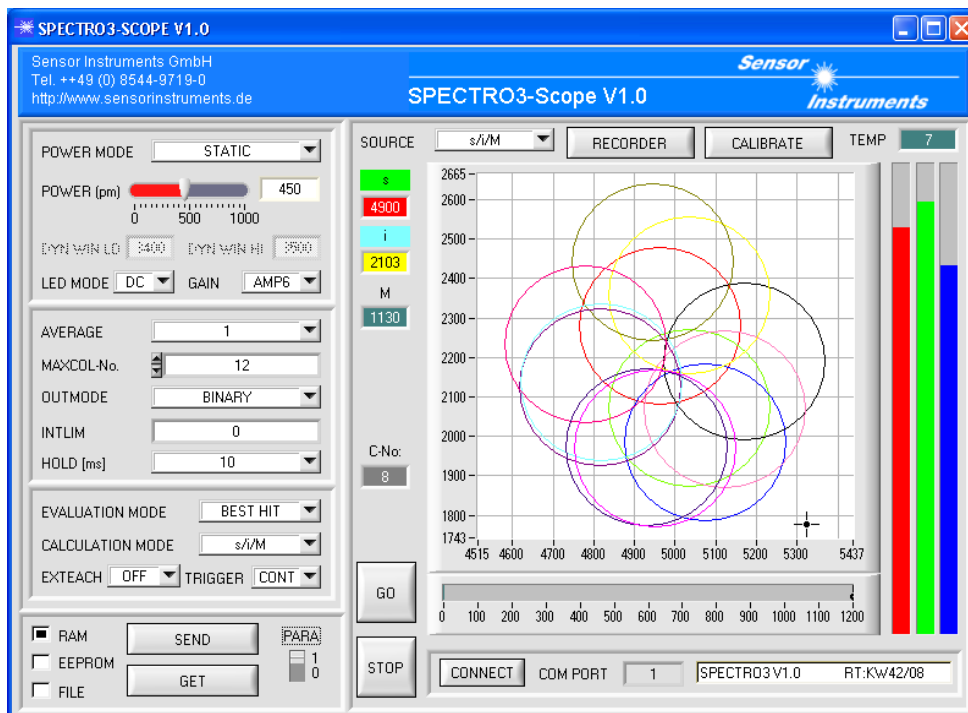 SPECTRO3-SCOPE V1.0
Sensor Instruments GmbH
Tel. ++49 (0) 8544-9719-0
http://www.sensorinstruments.de
SPECTRO3-Scope V1.0
Sensor
Instruments
POWER MODE STATIC
POWER (pm) 450
0 500 1000
DYN WIN LO 3400 DYN WIN HI 3500
LED MODE DC GAIN AMP6
AVERAGE 1
MAXCOL-No. 12
OUTMODE BINARY
INTLIM 0
HOLD [ms] 10
EVALUATION MODE BEST HIT
CALCULATION MODE s/i/M
EXTEACH OFF TRIGGER CONT
RAM
EEPROM
FILE
SEND
GET
PARA
1
0
SOURCE s/i/M RECORDER CALIBRATE TEMP 7
s
4900
i
2103
M
1130
C-No:
8
GO
STOP
2665
2600
2500
2400
2300
2200
2100
2000
1900
1800
1743
4515 4600 4700 4800 4900 5000 5100 5200 5300 5437
0 100 200 300 400 500 600 700 800 900 1000 1200
CONNECT COM PORT 1 SPECTRO3 V1.0 RT:KW42/08